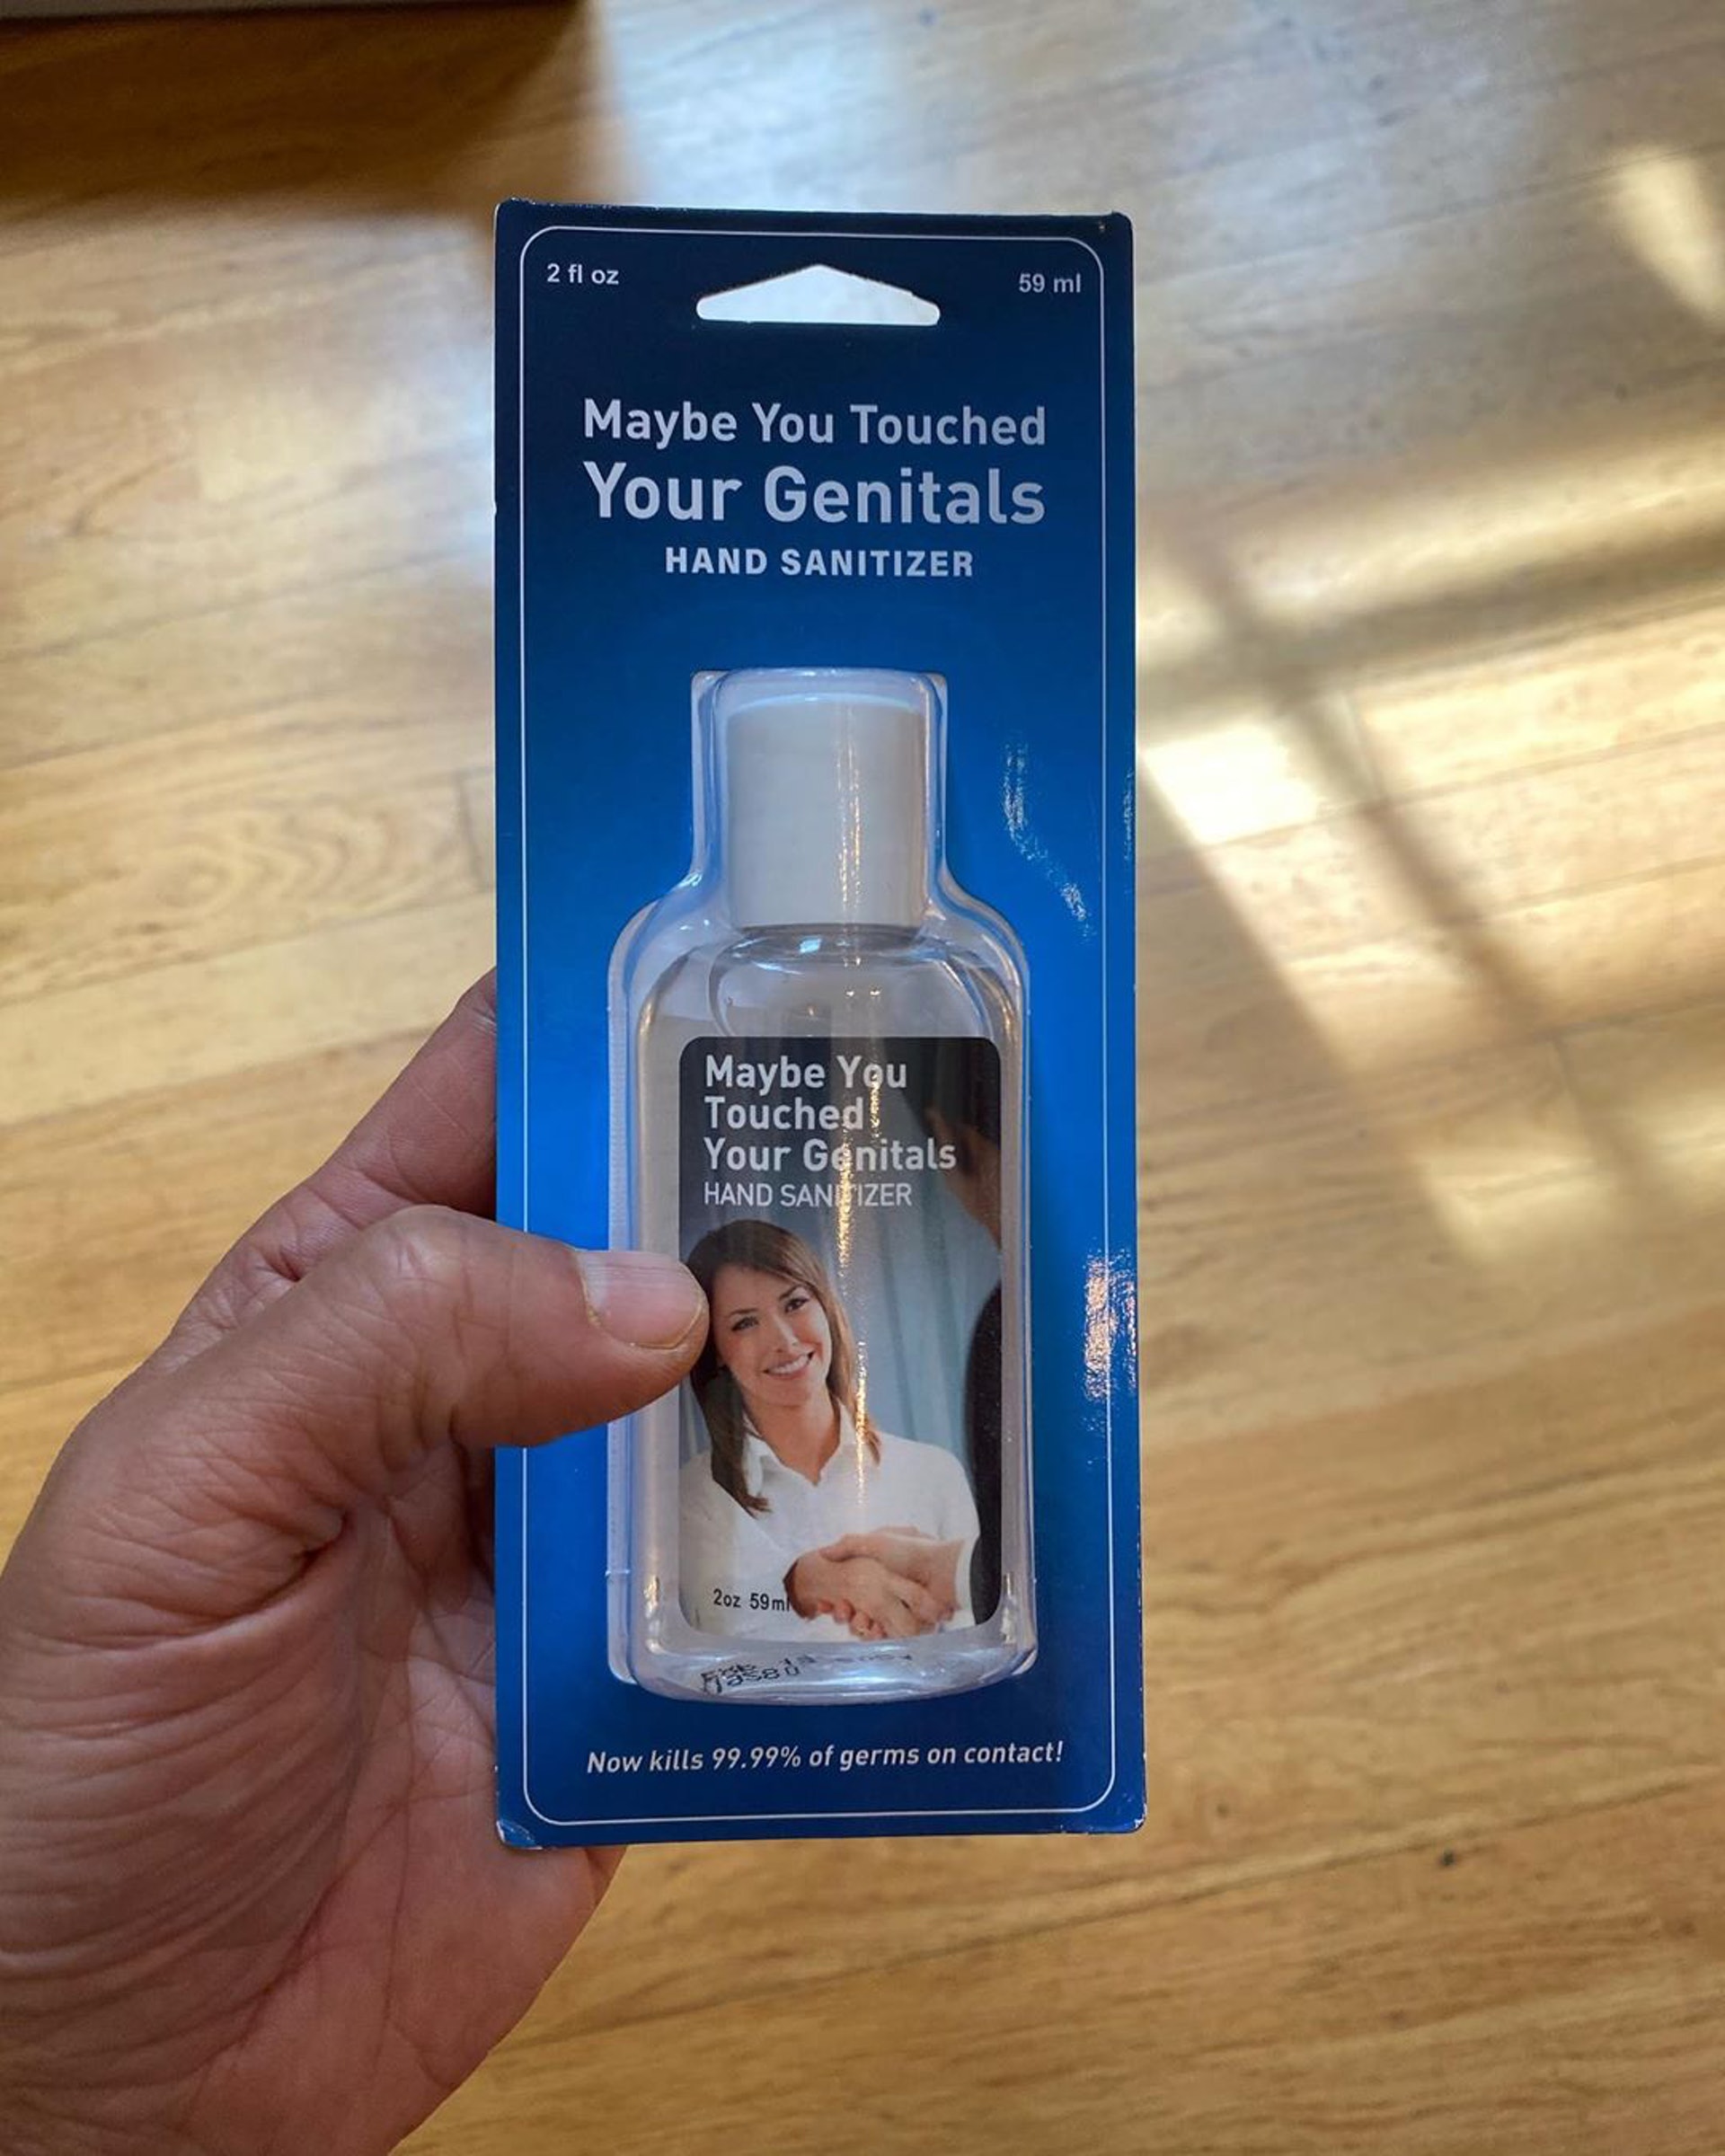 2 fl oz
59 ml
Maybe You Touched
Your Genitals
HAND SANITIZER
Maybe You
Touched
Your Genitals
HAND SANITIZER
2oz 59ml
Now kills 99.99% of germs on contact!